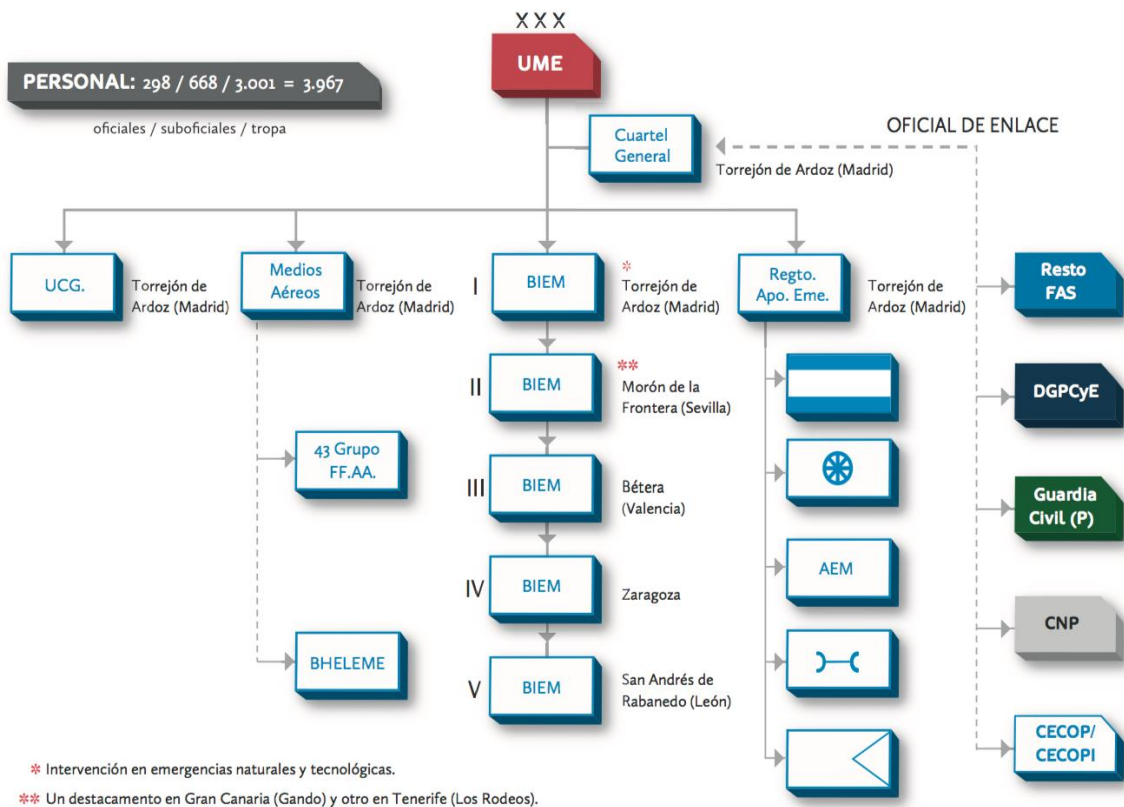 X X X
UME
PERSONAL: 298 / 668 / 3.001 = 3.967
oficiales / suboficiales / tropa
Cuartel
General
OFICIAL DE ENLACE
Torrejón de Ardoz (Madrid)
UCG.
Torrejón de
Ardoz (Madrid)
Medios
Aéreos
Torrejón de
Ardoz (Madrid)
I
BIEM
*
Torrejón de
Ardoz (Madrid)
Regto.
Apo. Eme.
Torrejón de
Ardoz (Madrid)
Resto
FAS
II
BIEM
**
Morón de la
Frontera (Sevilla)
DGPCyE
43 Grupo
FF.AA.
III
BIEM
Bétera
(Valencia)
Guardia
Civil (P)
IV
BIEM
Zaragoza
AEM
CNP
BHELEME
V
BIEM
San Andrés de
Rabanedo (León)
CECOP/
CECOPI
* Intervención en emergencias naturales y tecnológicas.
** Un destacamento en Gran Canaria (Gando) y otro en Tenerife (Los Rodeos).